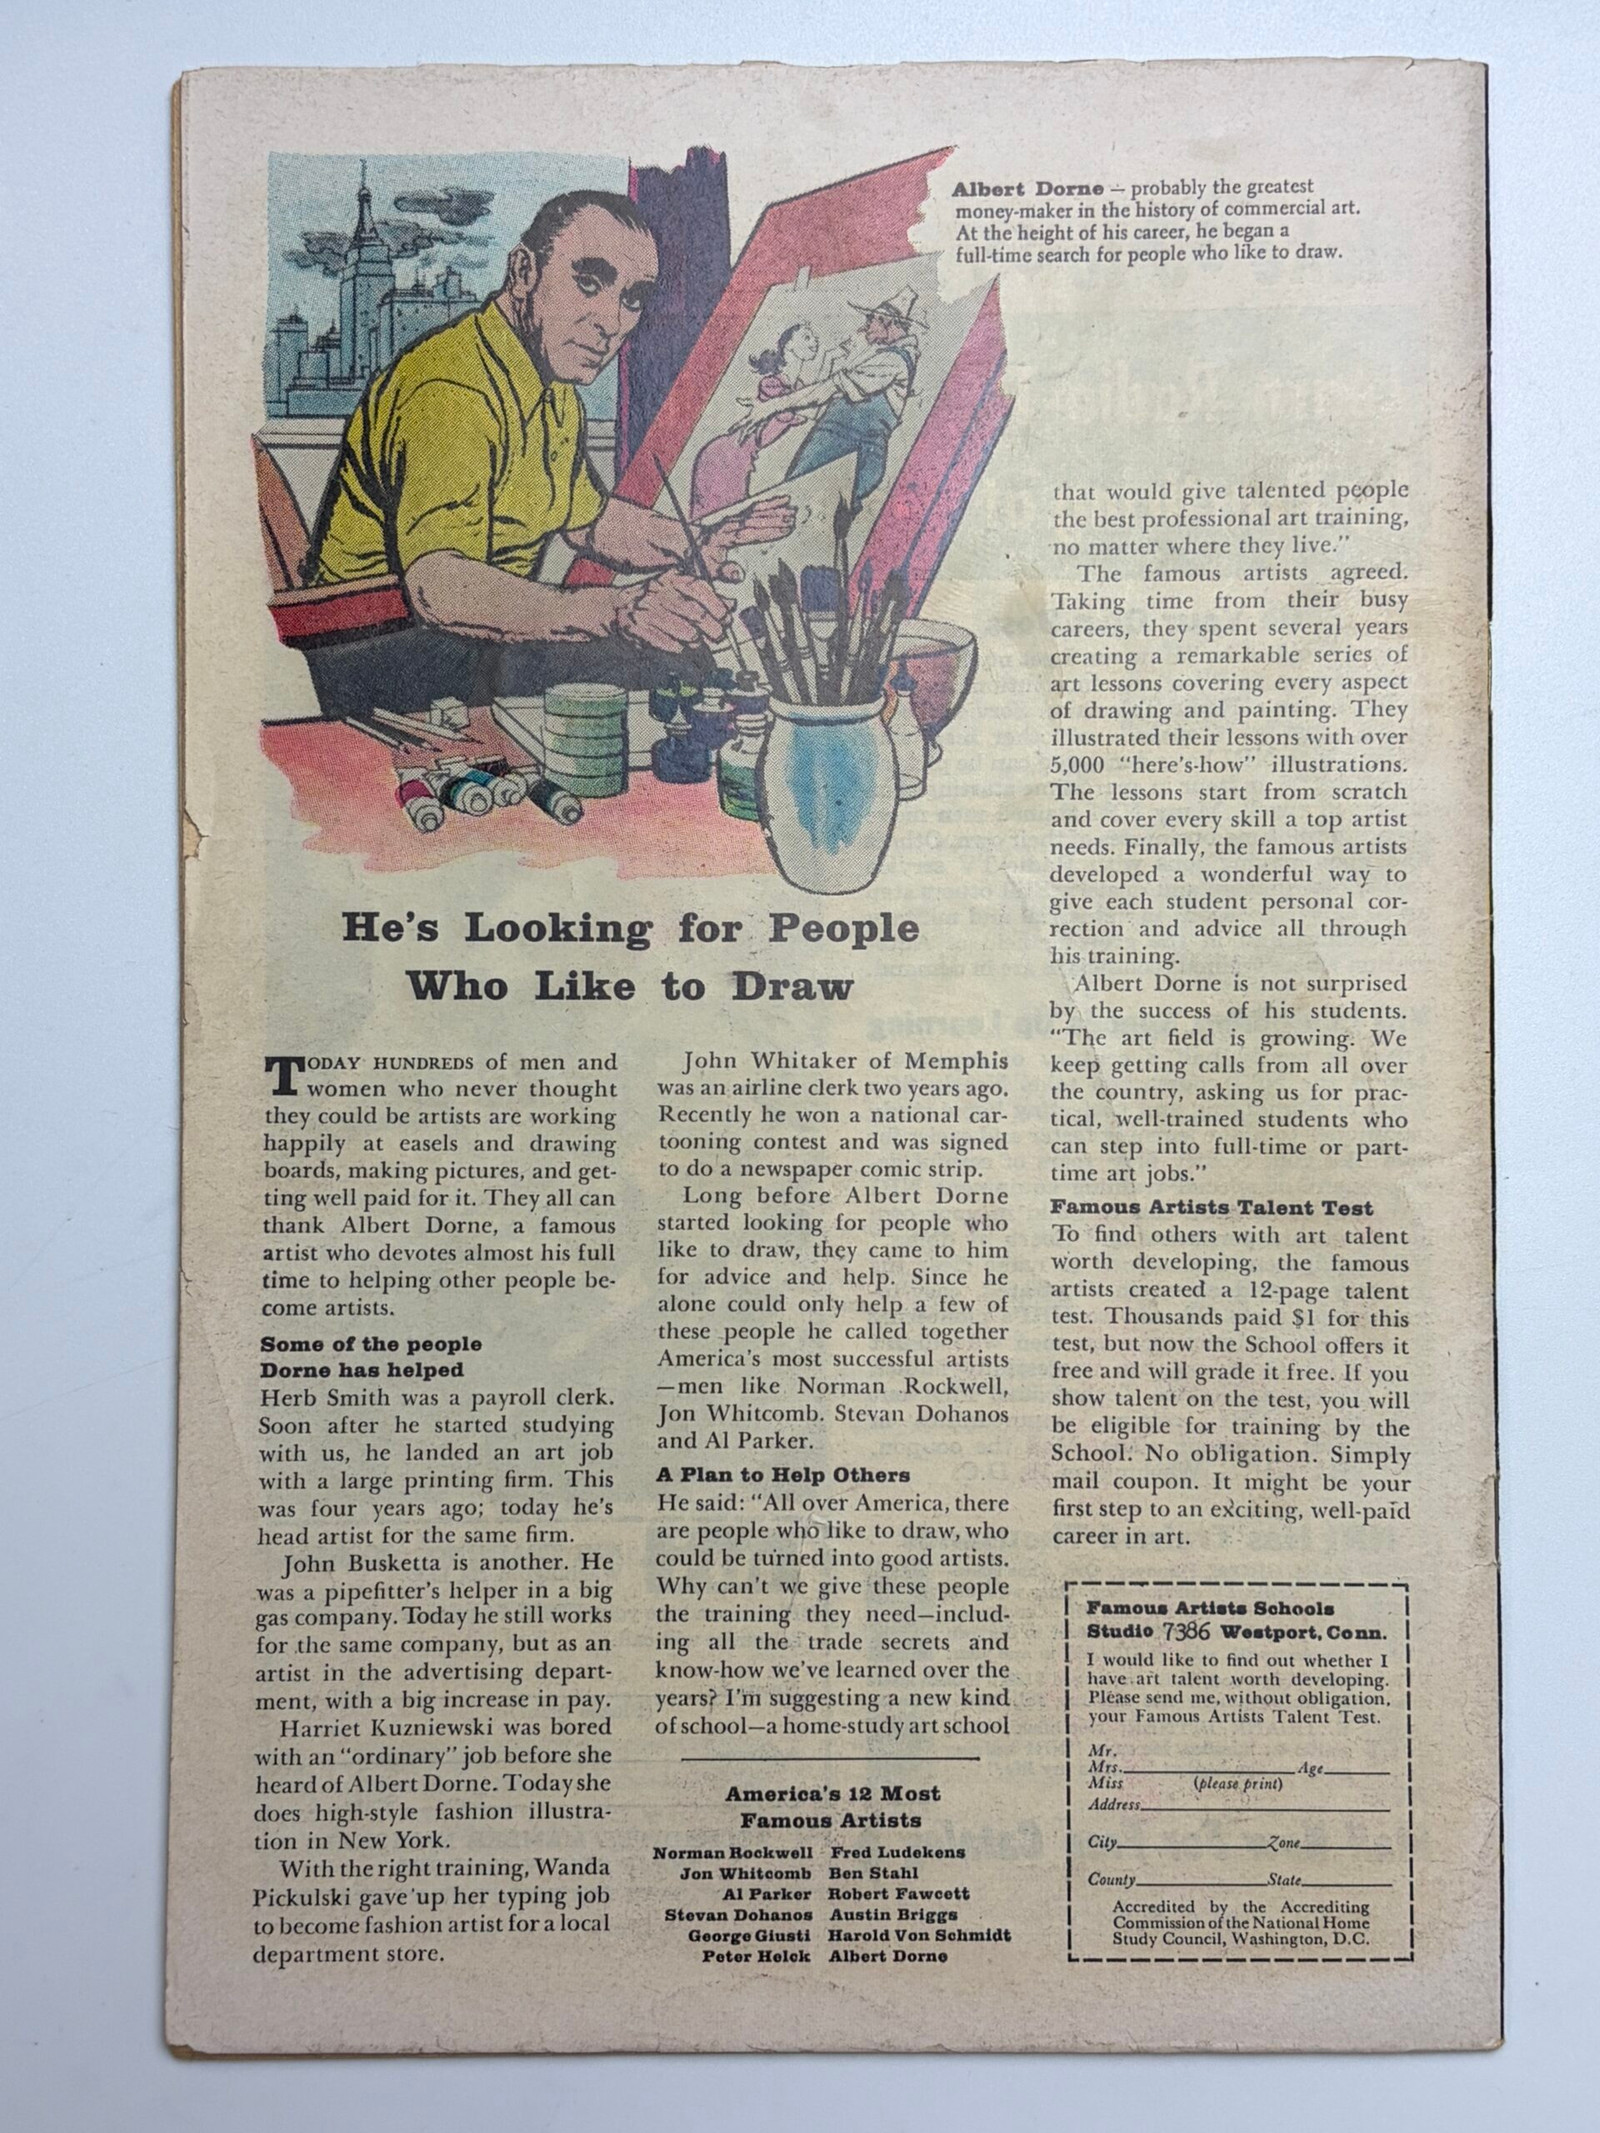 Albert Dorne — probably the greatest
money-maker in the history of commercial art.
At the height of his career, he began a
full-time search for people who like to draw.
He's Looking for People
Who Like to Draw
TODAY HUNDREDS of men and
women who never thought
they could be artists are working
happily at easels and drawing
boards, making pictures, and get-
ting well paid for it. They all can
thank Albert Dorne, a famous
artist who devotes almost his full
time to helping other people be-
come artists.
Some of the people
Dorne has helped
Herb Smith was a payroll clerk.
Soon after he started studying
with us, he landed an art job
with a large printing firm. This
was four years ago; today he's
head artist for the same firm.
John Busketta is another. He
was a pipefitter's helper in a big
gas company. Today he still works
for the same company, but as an
artist in the advertising depart-
ment, with a big increase in pay.
Harriet Kuzniewski was bored
with an "ordinary" job before she
heard of Albert Dorne. Today she
does high-style fashion illustra-
tion in New York.
With the right training, Wanda
Pickulski gave up her typing job
to become fashion artist for a local
department store.
John Whitaker of Memphis
was an airline clerk two years ago.
Recently he won a national car-
tooning contest and was signed
to do a newspaper comic strip.
Long before Albert Dorne
started looking for people who
like to draw, they came to him
for advice and help. Since he
alone could only help a few of
these people he called together
America's most successful artists
—men like Norman Rockwell,
Jon Whitcomb. Stevan Dohanos
and Al Parker.
A Plan to Help Others
He said: "All over America, there
are people who like to draw, who
could be turned into good artists.
Why can't we give these people
the training they need—includ-
ing all the trade secrets and
know-how we've learned over the
years? I'm suggesting a new kind
of school—a home-study art school
America's 12 Most
Famous Artists
Norman Rockwell Fred Ludekens
Jon Whitcomb Ben Stahl
Al Parker Robert Fawcett
Stevan Dohanos Austin Briggs
George Giusti Harold Von Schmidt
Peter Helck Albert Dorne
that would give talented people
the best professional art training,
no matter where they live."
The famous artists agreed.
Taking time from their busy
careers, they spent several years
creating a remarkable series of
art lessons covering every aspect
of drawing and painting. They
illustrated their lessons with over
5,000 "here's-how" illustrations.
The lessons start from scratch
and cover every skill a top artist
needs. Finally, the famous artists
developed a wonderful way to
give each student personal cor-
rection and advice all through
his training.
Albert Dorne is not surprised
by the success of his students.
"The art field is growing. We
keep getting calls from all over
the country, asking us for prac-
tical, well-trained students who
can step into full-time or part-
time art jobs."
Famous Artists Talent Test
To find others with art talent
worth developing, the famous
artists created a 12-page talent
test. Thousands paid $1 for this
test, but now the School offers it
free and will grade it free. If you
show talent on the test, you will
be eligible for training by the
School. No obligation. Simply
mail coupon. It might be your
first step to an exciting, well-paid
career in art.
Famous Artists Schools
Studio 7386 Westport, Conn.
I would like to find out whether I
have art talent worth developing.
Please send me, without obligation,
your Famous Artists Talent Test.
Mr.
Mrs. Age
Miss (please print)
Address
City Zone
County State
Accredited by the Accrediting
Commission of the National Home
Study Council, Washington, D.C.